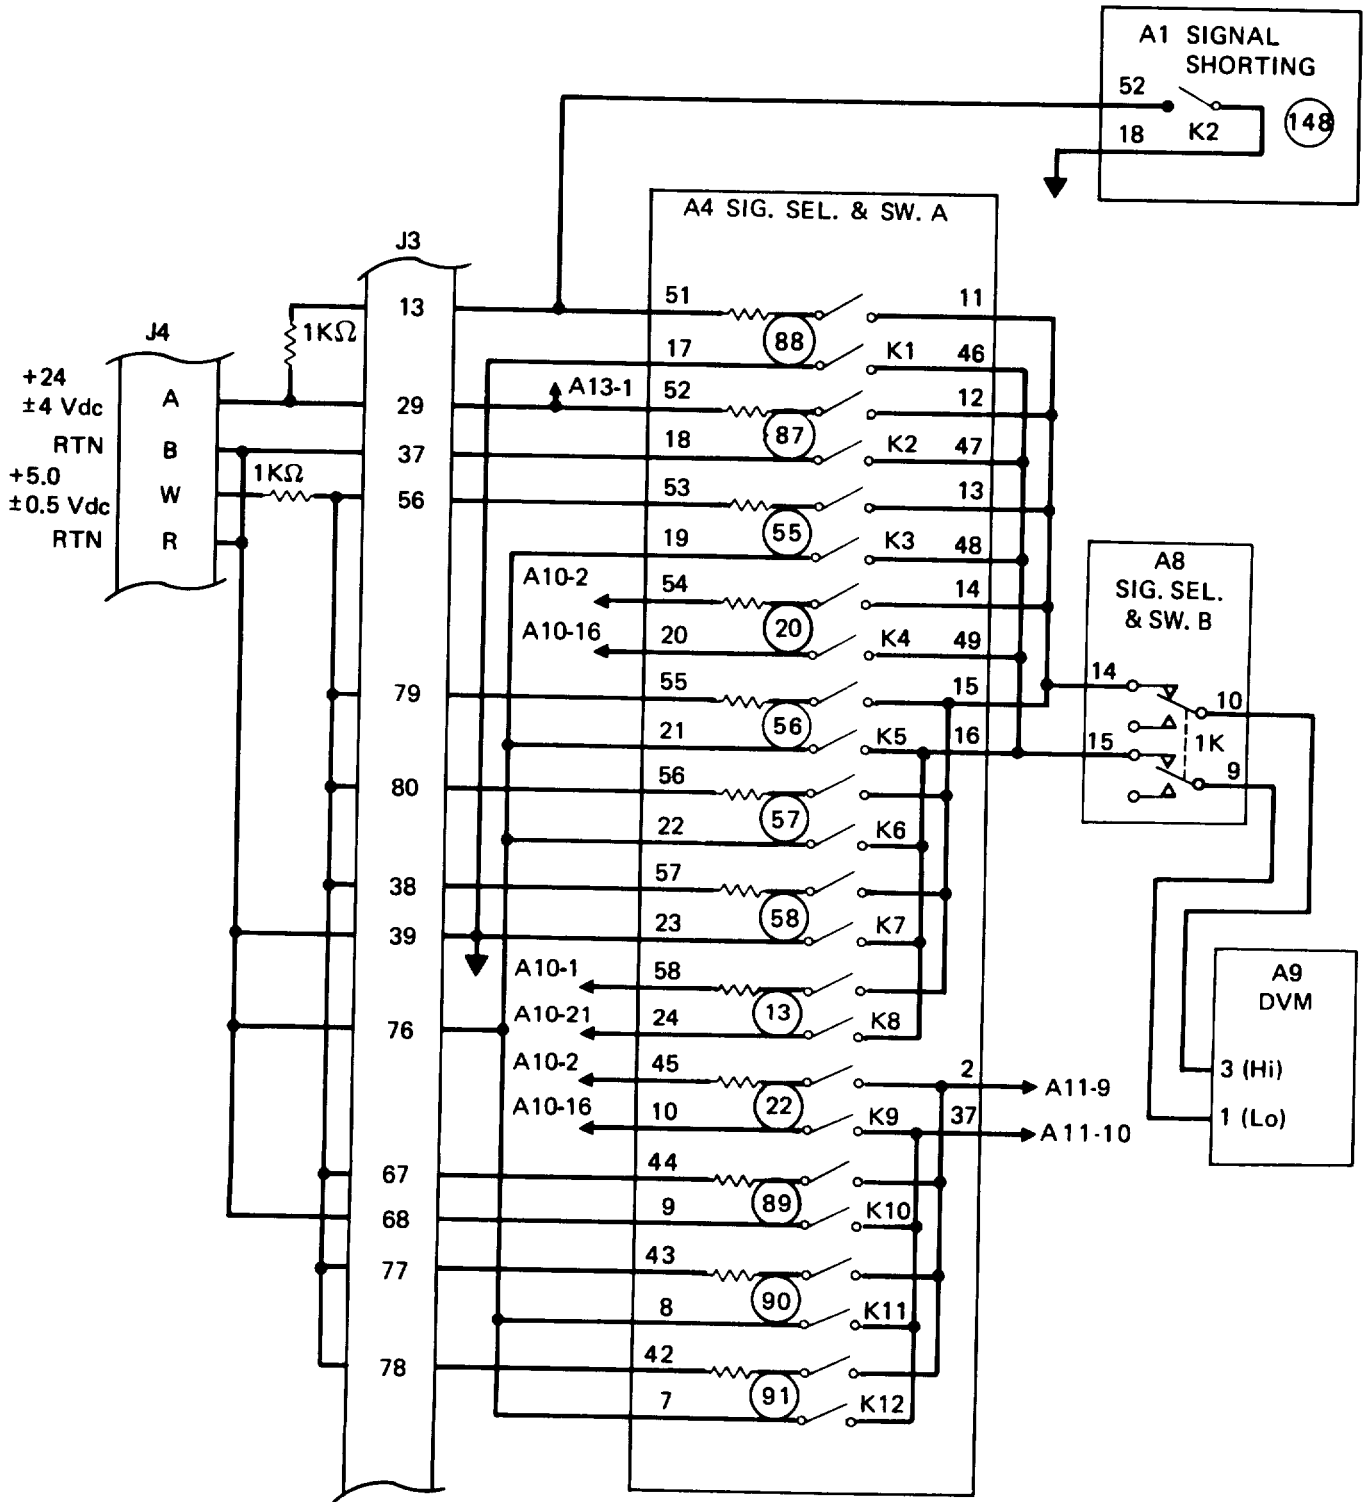 A1 SIGNAL
SHORTING
52
18
K2
148
A4 SIG. SEL. & SW. A
J3
13
51
11
1KΩ
88
J4
17
K1
46
+24
±4 Vdc
A
29
A13-1
52
12
87
RTN
B
37
18
K2
47
+5.0
±0.5 Vdc
W
1KΩ
56
53
13
55
RTN
R
19
K3
48
A10-2
54
14
20
A10-16
20
K4
49
A8
SIG. SEL.
& SW. B
79
55
15
56
21
K5
16
14
10
15
1K
9
80
56
57
22
K6
38
57
58
39
23
K7
A10-1
58
13
A10-21
24
K8
76
A9
DVM
3 (Hi)
1 (Lo)
A10-2
45
2
A11-9
22
A10-16
10
K9
37
A11-10
67
44
89
68
9
K10
77
43
90
8
K11
78
42
91
7
K12